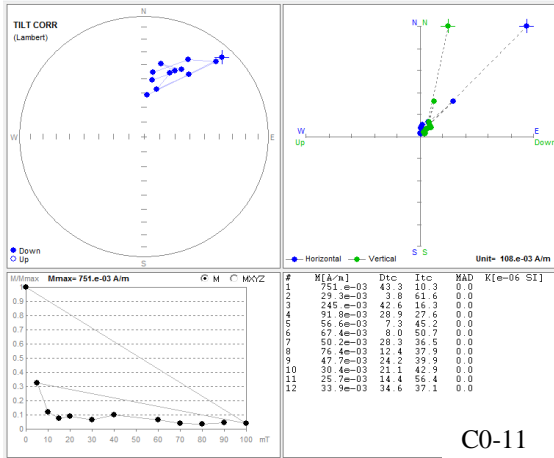 TILT CORR
(Lambert)
N
W
E
S
Down
Up
N N
W
Up
E
Down
S S
Horizontal
Vertical
Unit= 108.e-03 A/m
M/Mmax
Mmax= 751.e-03 A/m
M
MXYZ
1
0.9
0.8
0.7
0.6
0.5
0.4
0.3
0.2
0.1
0
0 10 20 30 40 50 60 70 80 90 100 mT
# M[A/m] Dtc Itc MAD K[e-06 SI]
1 751.e-03 43.3 10.3 0.0
2 29.3e-03 3.8 61.6 0.0
3 245.e-03 42.6 16.3 0.0
4 91.8e-03 28.9 27.6 0.0
5 56.6e-03 7.3 45.2 0.0
6 67.4e-03 8.0 50.7 0.0
7 50.2e-03 28.3 36.5 0.0
8 76.4e-03 12.4 37.9 0.0
9 47.7e-03 24.2 39.9 0.0
10 30.4e-03 21.1 42.9 0.0
11 25.7e-03 14.4 56.4 0.0
12 33.9e-03 34.6 37.1 0.0
C0-11